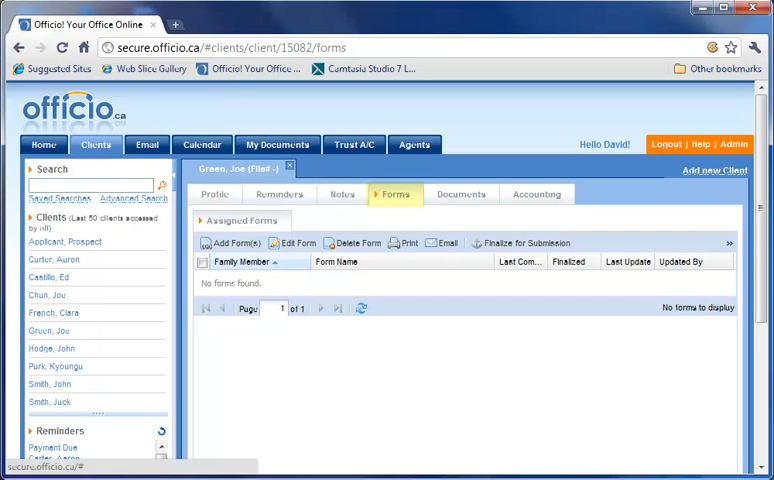 Officio! Your Office Online
secure.officio.ca/#clients/client/15082/forms
Suggested Sites Web Slice Gallery Officio! Your Office ... Camtasia Studio 7 L... Other bookmarks
officio.ca
Home Clients Email Calendar My Documents Trust A/C Agents Hello David! Logout | Help | Admin
Search
Saved Searches Advanced Search
Clients (Last 50 clients accessed
by all)
Applicant, Prospect
Curter, Auron
Castillo, Ed
Chun, Joe
French, Clara
Green, Joe
Hodge, John
Purk, Kyoungu
Smith, John
Smith, Juck
Reminders
Payment Due
secure.officio.ca/#
Green, Joe (File# -)
Add new Client
Profile Reminders Notes Forms Documents Accounting
Assigned Forms
Add Form(s) Edit Form Delete Form Print Email Finalize for Submission »
Family Member Form Name Last Com... Finalized Last Update Updated By
No forms found.
Page 1 of 1 No forms to display